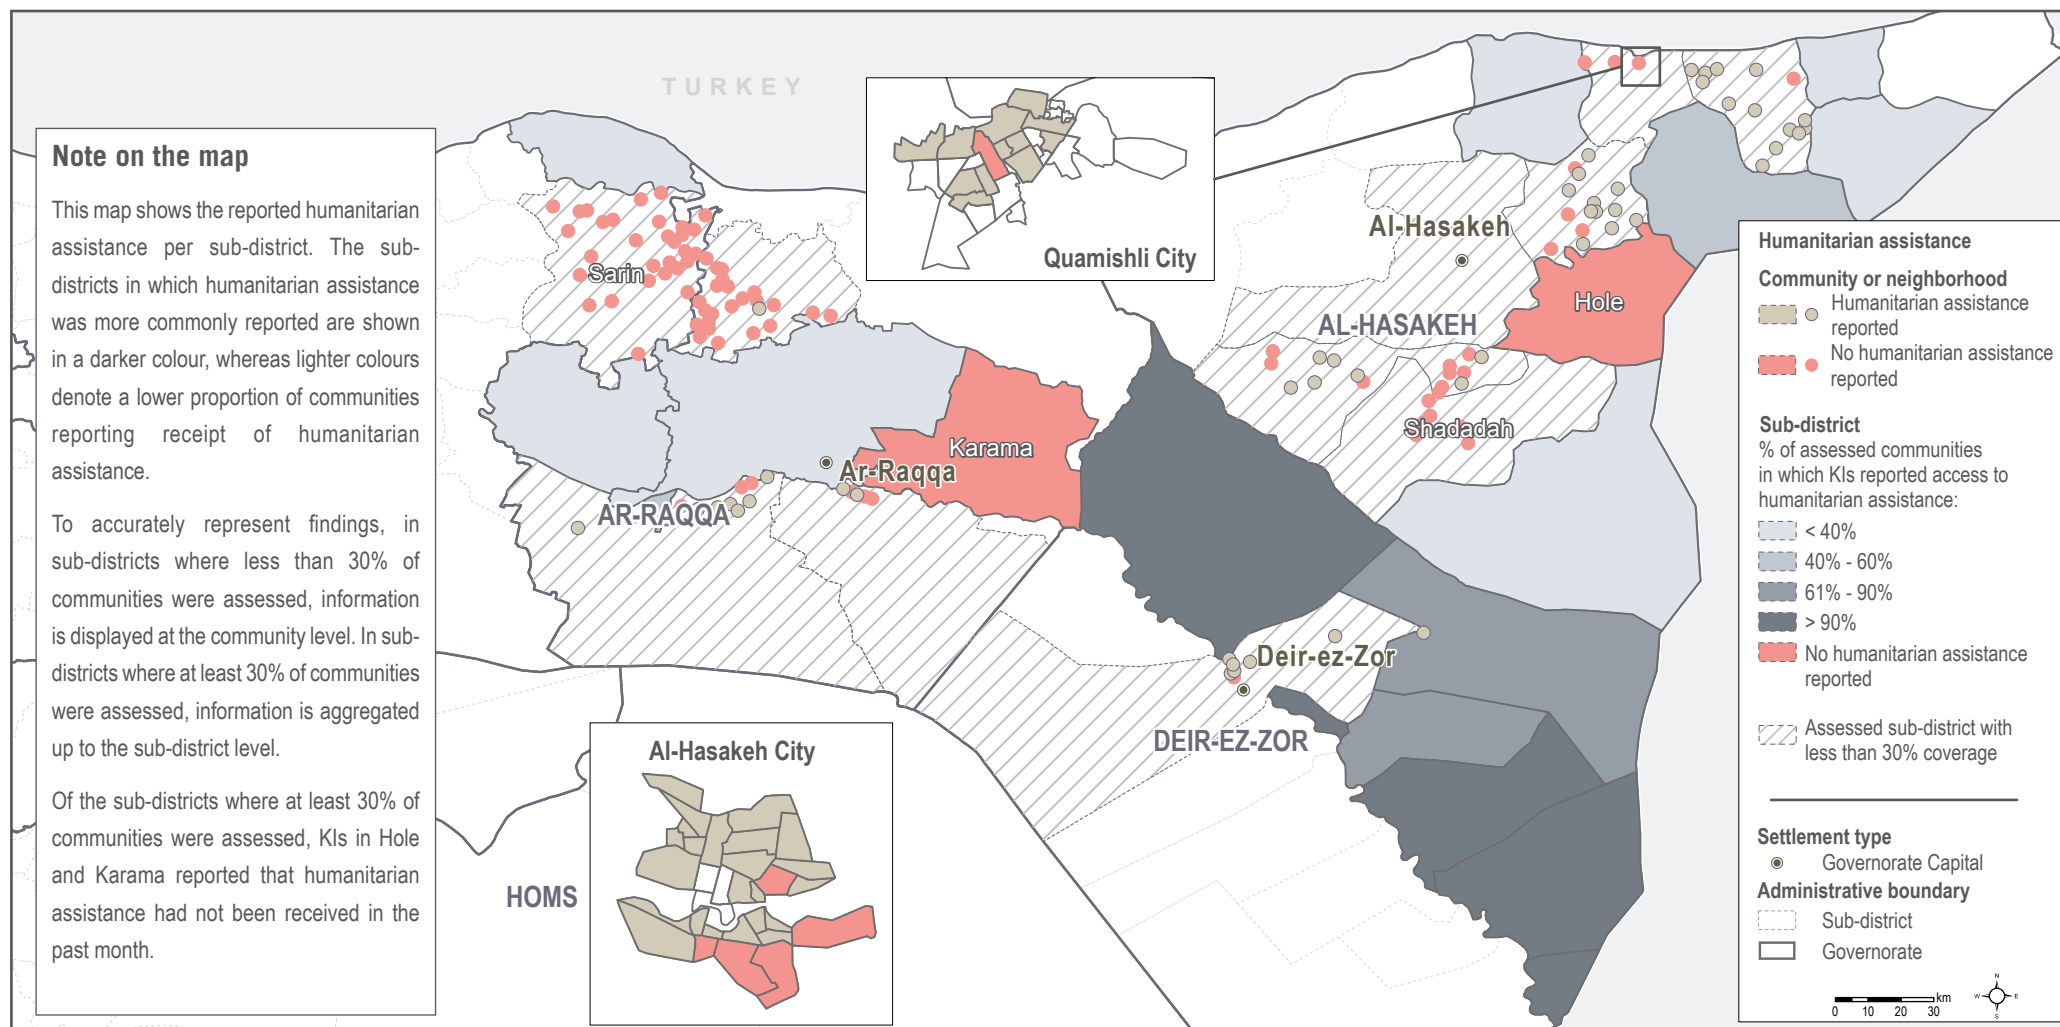 TURKEY
Note on the map
This map shows the reported humanitarian
assistance per sub-district. The sub-
districts in which humanitarian assistance
was more commonly reported are shown
in a darker colour, whereas lighter colours
denote a lower proportion of communities
reporting receipt of humanitarian
assistance.
To accurately represent findings, in
sub-districts where less than 30% of
communities were assessed, information
is displayed at the community level. In sub-
districts where at least 30% of communities
were assessed, information is aggregated
up to the sub-district level.
Of the sub-districts where at least 30% of
communities were assessed, KIs in Hole
and Karama reported that humanitarian
assistance had not been received in the
past month.
Quamishli City
Al-Hasakeh
Sarin
Hole
AL-HASAKEH
Shadadah
Karama
Ar-Raqqa
AR-RAQQA
Deir-ez-Zor
DEIR-EZ-ZOR
Al-Hasakeh City
HOMS
Humanitarian assistance
Community or neighborhood
Humanitarian assistance
reported
No humanitarian assistance
reported
Sub-district
% of assessed communities
in which KIs reported access to
humanitarian assistance:
< 40%
40% - 60%
61% - 90%
> 90%
No humanitarian assistance
reported
Assessed sub-district with
less than 30% coverage
Settlement type
Governorate Capital
Administrative boundary
Sub-district
Governorate
km
0 10 20 30
N
W E
S